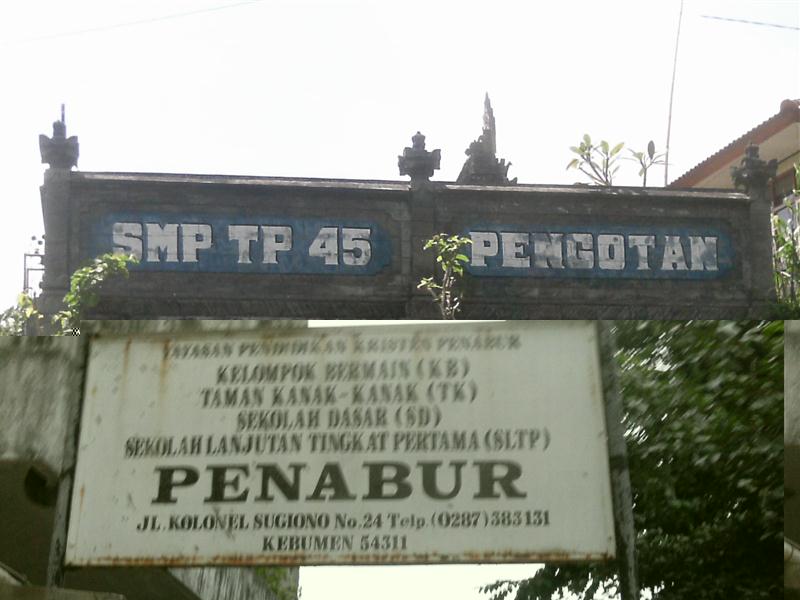 SMP TP 45 PENGOTAN
YAYASAN PENDIDIKAN KRISTEN PENABUR
KELOMPOK BERMAIN (KB)
TAMAN KANAK-KANAK (TK)
SEKOLAH DASAR (SD)
SEKOLAH LANJUTAN TINGKAT PERTAMA (SLTP)
PENABUR
JL. KOLONEL SUGIONO No. 24 Telp. (0287) 383131
KEBUMEN 54311